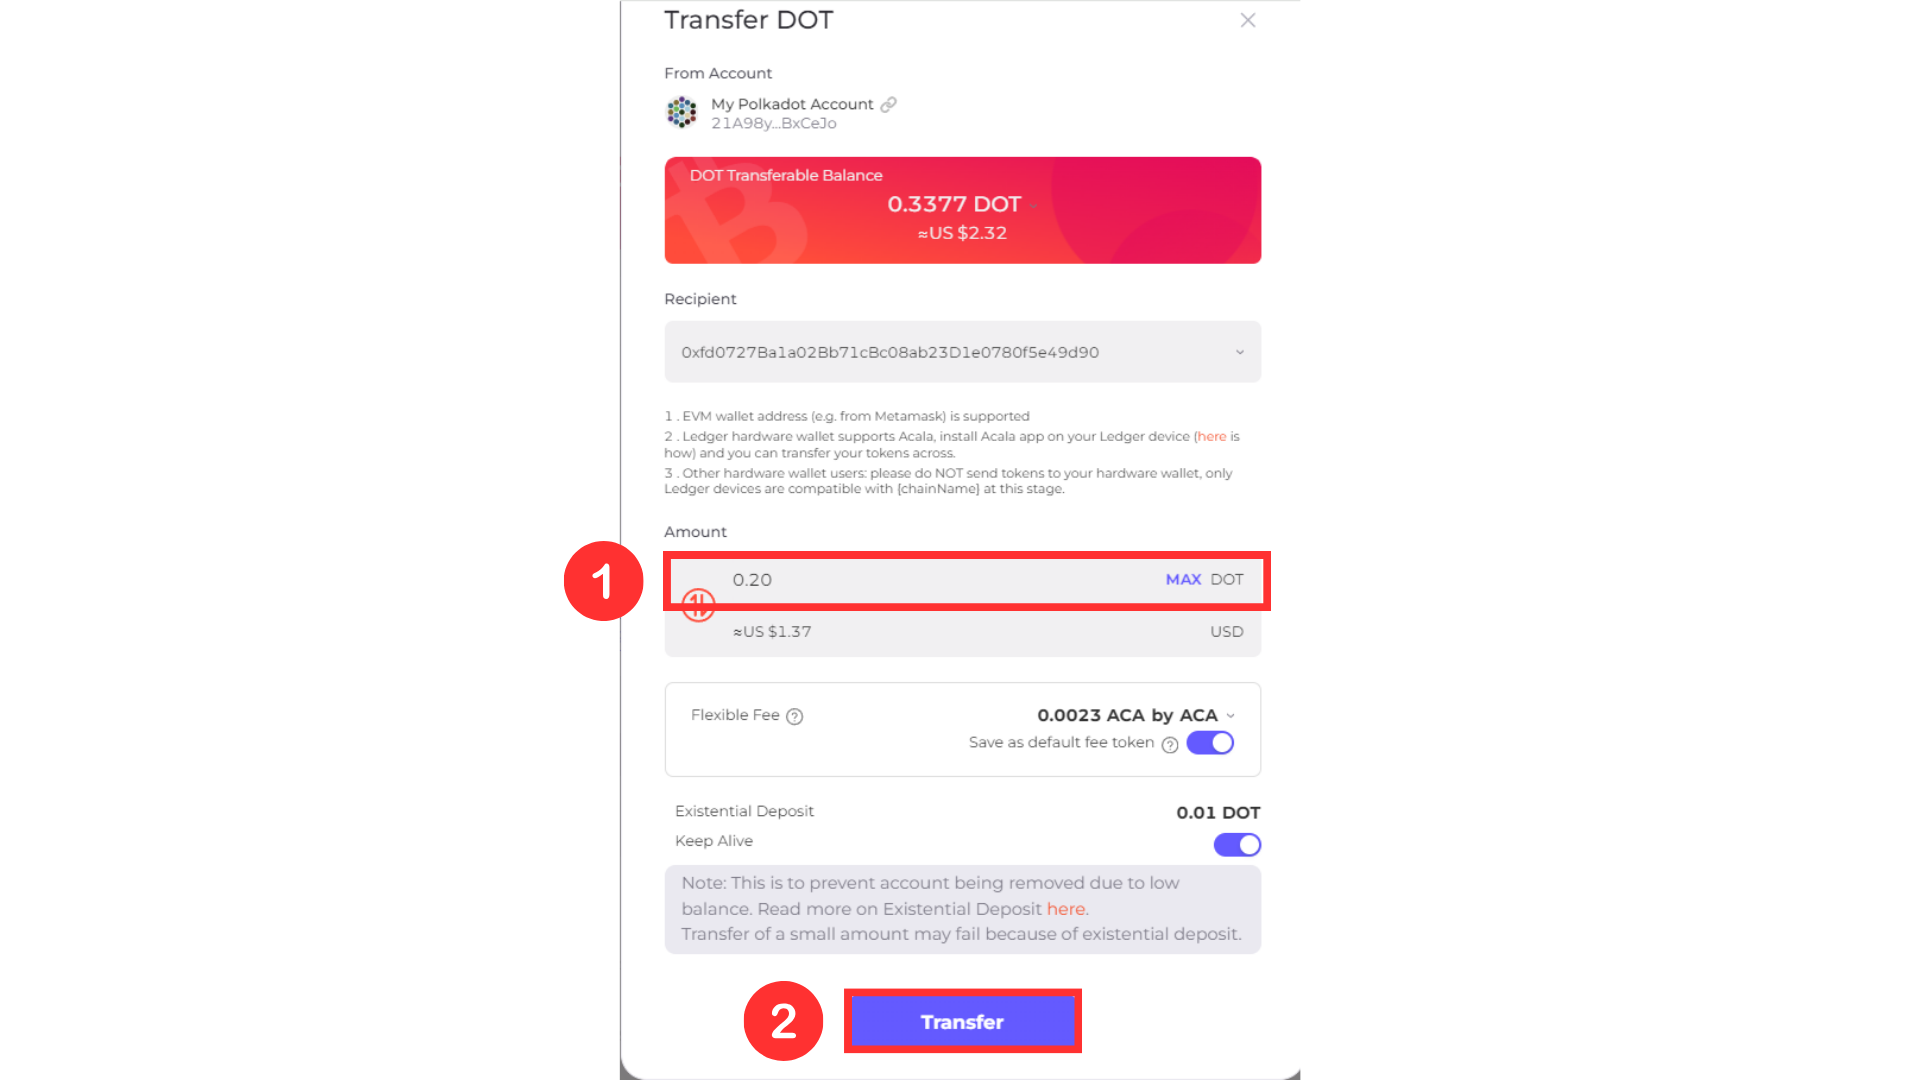 Transfer DOT
From Account
My Polkadot Account
21A98y...BxCeJo
DOT Transferable Balance
0.3377 DOT
≈US $2.32
Recipient
0xfd0727Ba1a02Bb71cBc08ab23D1e0780f5e49d90
1 . EVM wallet address (e.g. from Metamask) is supported
2 . Ledger hardware wallet supports Acala, install Acala app on your Ledger device (here is
how) and you can transfer your tokens across.
3 . Other hardware wallet users: please do NOT send tokens to your hardware wallet, only
Ledger devices are compatible with {chainName} at this stage.
Amount
1
0.20 MAX DOT
≈US $1.37 USD
Flexible Fee ? 0.0023 ACA by ACA
Save as default fee token ?
Existential Deposit 0.01 DOT
Keep Alive
Note: This is to prevent account being removed due to low
balance. Read more on Existential Deposit here.
Transfer of a small amount may fail because of existential deposit.
2 Transfer